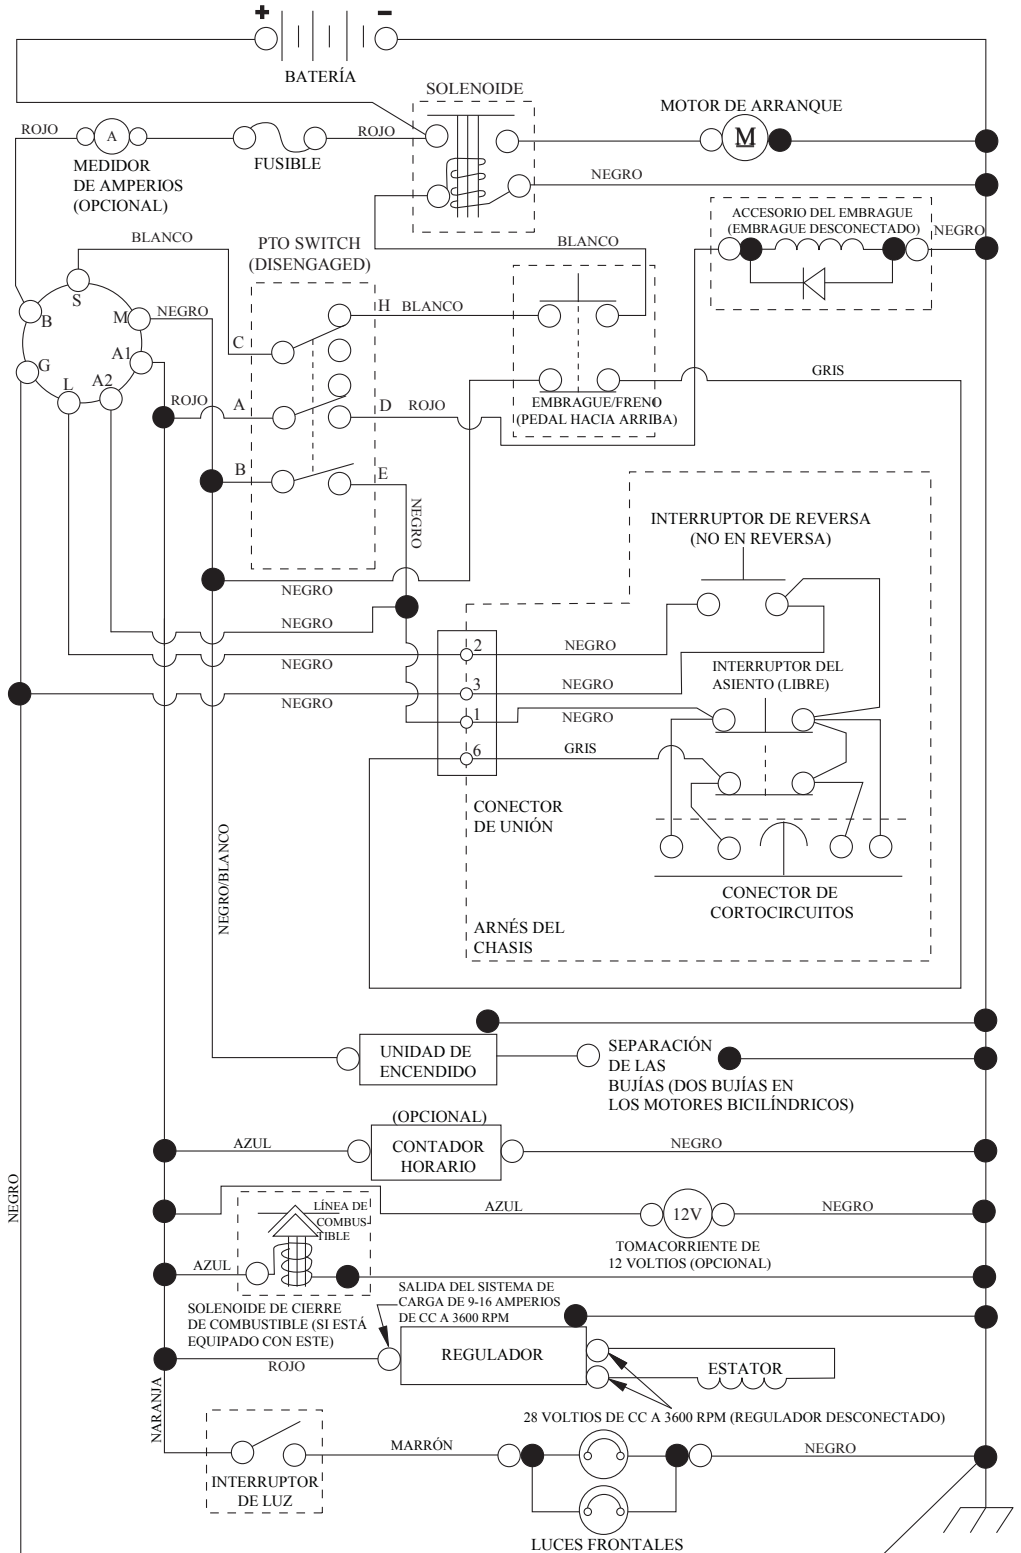 + -
BATERÍA
SOLENOIDE
MOTOR DE ARRANQUE
ROJO
A
ROJO
M
MEDIDOR
DE AMPERIOS
(OPCIONAL)
FUSIBLE
NEGRO
ACCESORIO DEL EMBRAGUE
(EMBRAGUE DESCONECTADO)
NEGRO
BLANCO
PTO SWITCH
(DISENGAGED)
BLANCO
S
B
M
NEGRO
H
BLANCO
C
A1
G
L
A2
ROJO
A
D
ROJO
EMBRAGUE/FRENO
(PEDAL HACIA ARRIBA)
GRIS
B
E
NEGRO
INTERRUPTOR DE REVERSA
(NO EN REVERSA)
NEGRO
NEGRO
NEGRO
2
NEGRO
INTERRUPTOR DEL
ASIENTO (LIBRE)
3
NEGRO
NEGRO
1
NEGRO
6
GRIS
CONECTOR
DE UNIÓN
CONECTOR DE
CORTOCIRCUITOS
NEGRO/BLANCO
ARNÉS DEL
CHASIS
UNIDAD DE
ENCENDIDO
SEPARACIÓN
DE LAS
BUJÍAS (DOS BUJÍAS EN
LOS MOTORES BICILÍNDRICOS)
(OPCIONAL)
AZUL
CONTADOR
HORARIO
NEGRO
NEGRO
LÍNEA DE
COMBUS-
TIBLE
AZUL
12V
NEGRO
TOMACORRIENTE DE
12 VOLTIOS (OPCIONAL)
AZUL
SALIDA DEL SISTEMA DE
CARGA DE 9-16 AMPERIOS
DE CC A 3600 RPM
SOLENOIDE DE CIERRE
DE COMBUSTIBLE (SI ESTÁ
EQUIPADO CON ESTE)
ROJO
REGULADOR
ESTATOR
28 VOLTIOS DE CC A 3600 RPM (REGULADOR DESCONECTADO)
NARANJA
MARRÓN
NEGRO
INTERRUPTOR
DE LUZ
LUCES FRONTALES